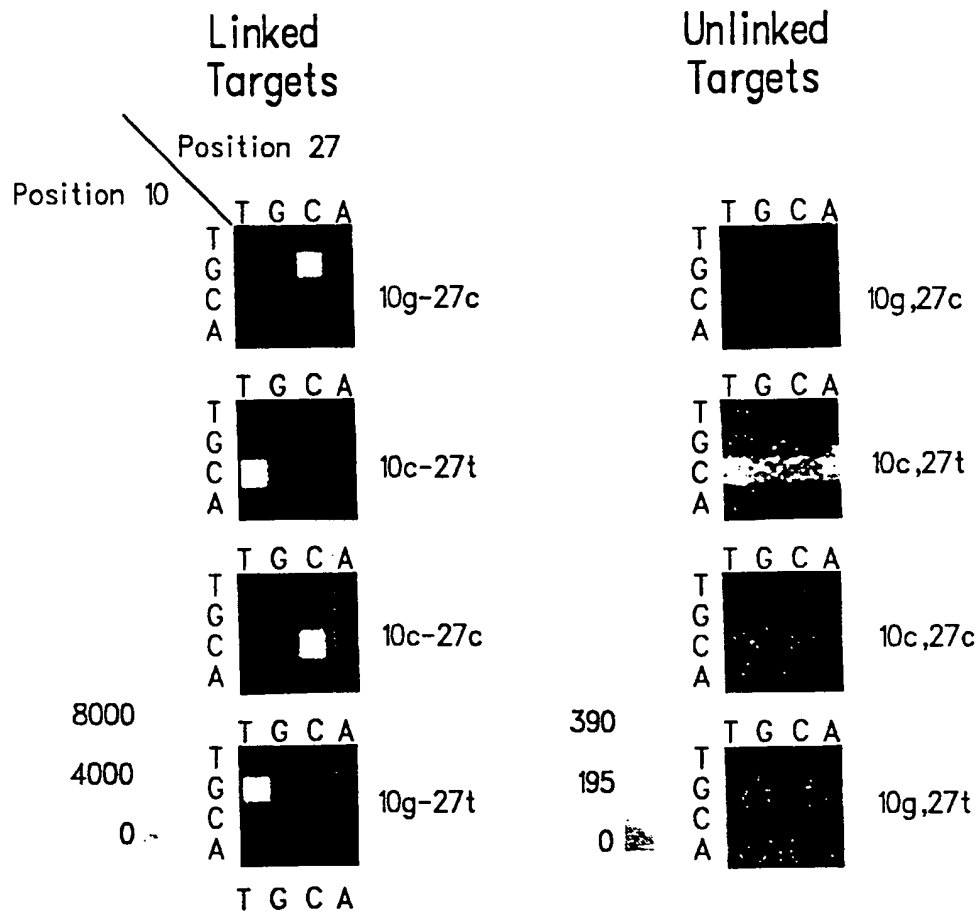 Linked
Targets
Unlinked
Targets
Position 27
Position 10
T G C A
T
G
C
A
10g-27c
T G C A
T
G
C
A
10g,27c
T G C A
T
G
C
A
10c-27t
T G C A
T
G
C
A
10c,27t
T G C A
T
G
C
A
10c-27c
T G C A
T
G
C
A
10c,27c
8000
4000
0
T G C A
T
G
C
A
10g-27t
T G C A
390
195
0
T G C A
T
G
C
A
10g,27t